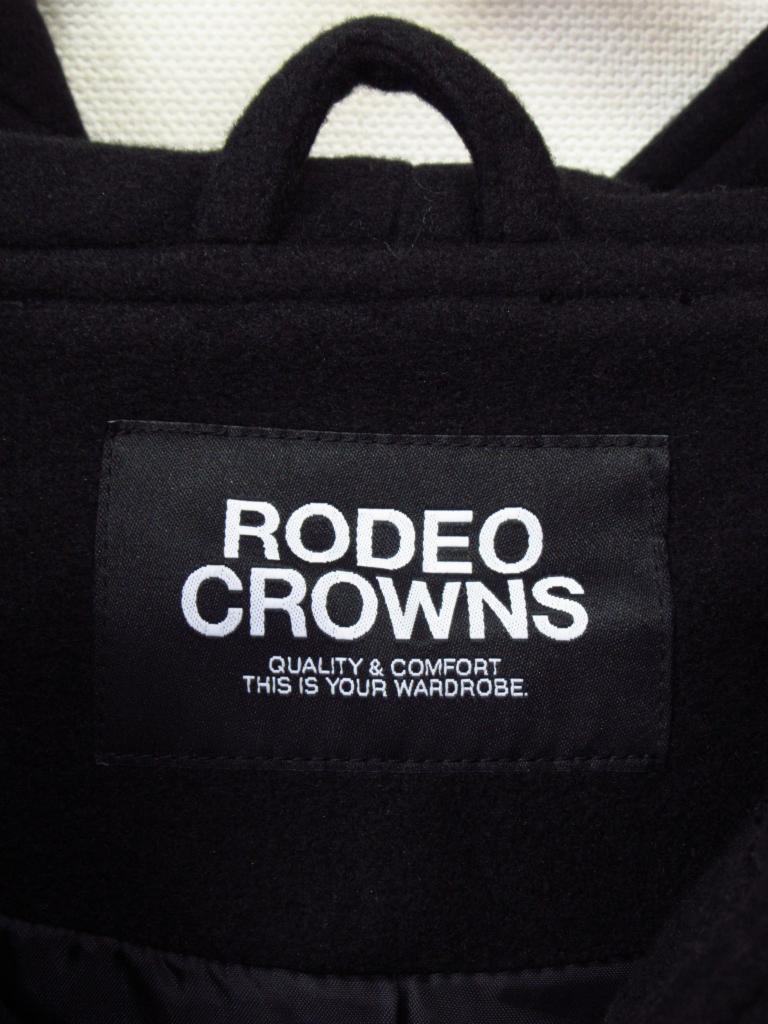 RODEO
CROWNS
QUALITY & COMFORT
THIS IS YOUR WARDROBE.